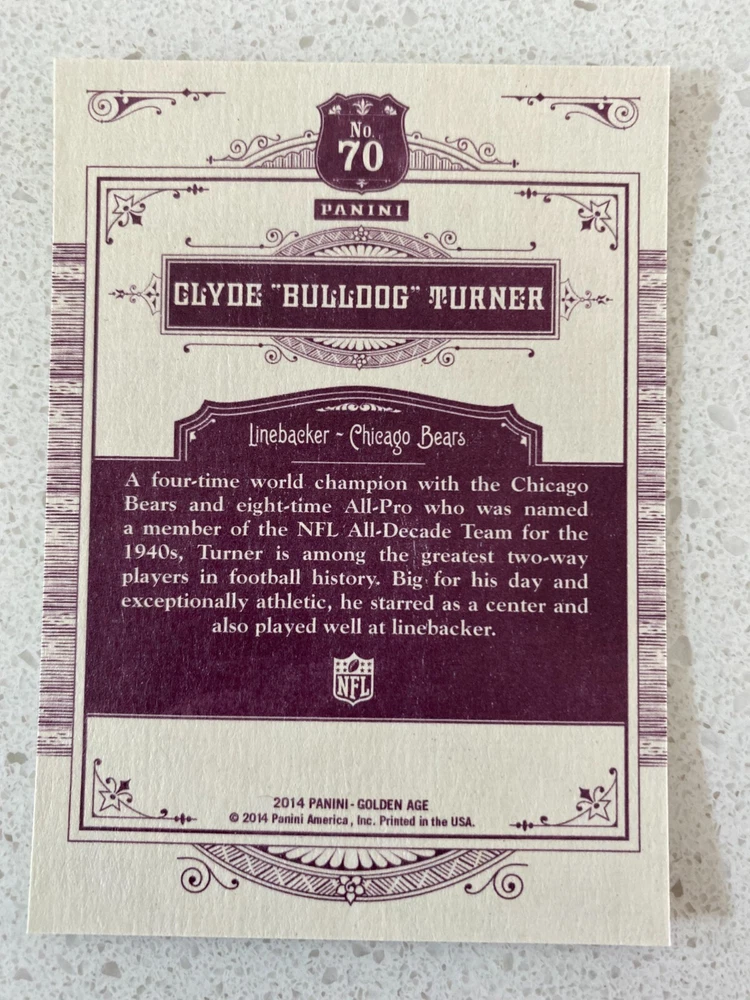 No.
70
PANINI
CLYDE "BULLDOG" TURNER
Linebacker ~ Chicago Bears
A four-time world champion with the Chicago
Bears and eight-time All-Pro who was named
a member of the NFL All-Decade Team for the
1940s, Turner is among the greatest two-way
players in football history. Big for his day and
exceptionally athletic, he starred as a center and
also played well at linebacker.
NFL
2014 PANINI - GOLDEN AGE
© 2014 Panini America, Inc. Printed in the USA.